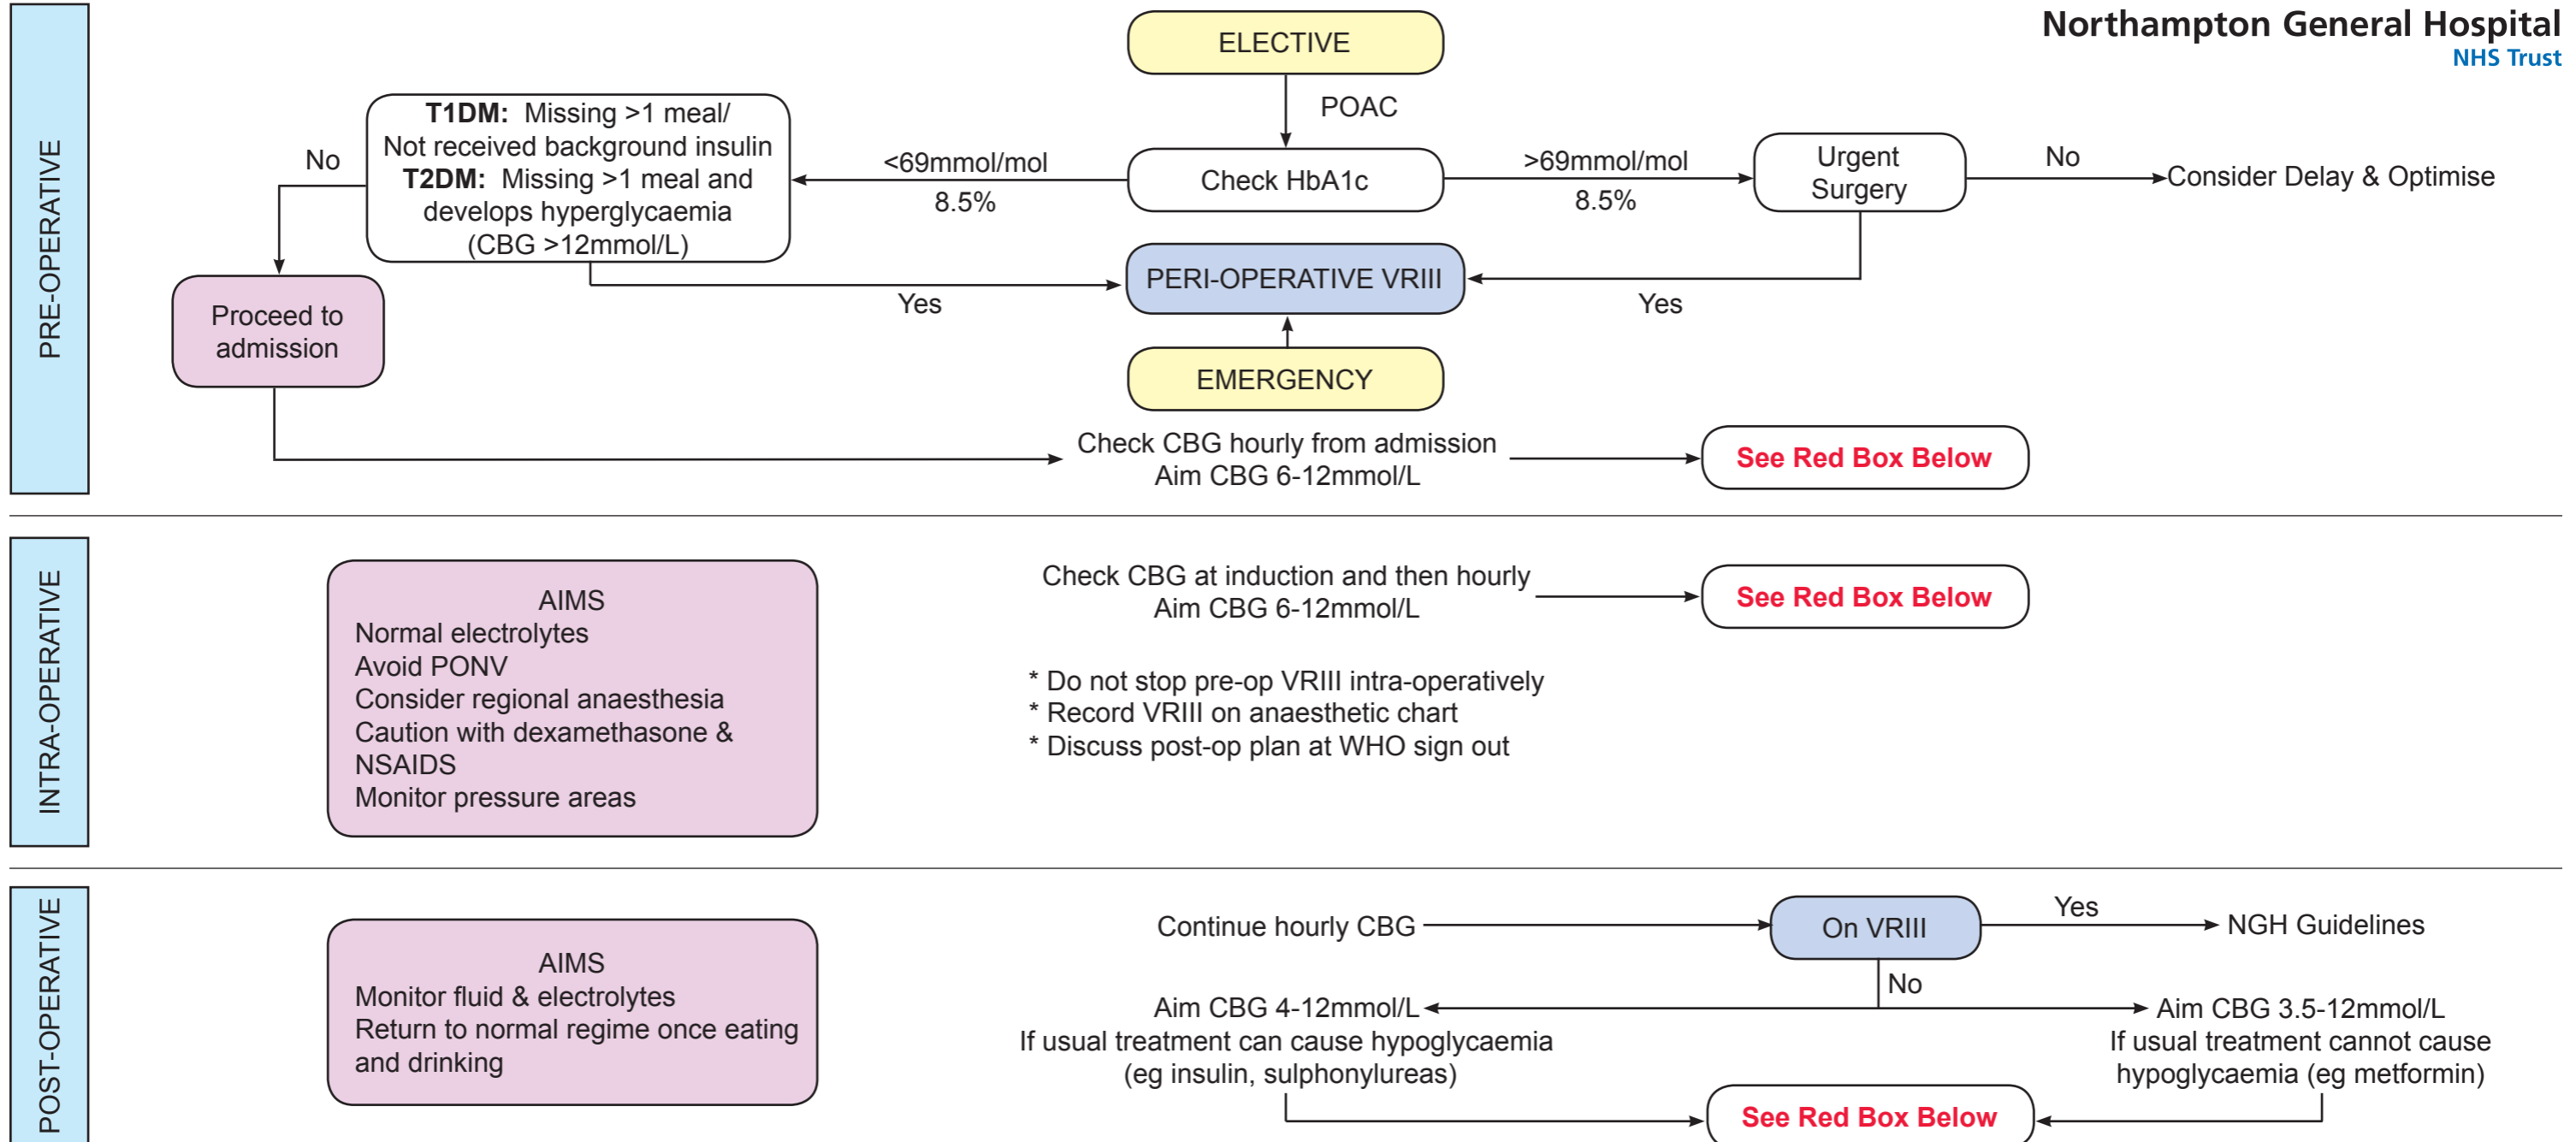 Northampton General Hospital
NHS Trust
PRE-OPERATIVE
ELECTIVE
POAC
T1DM: Missing >1 meal/
Not received background insulin
T2DM: Missing >1 meal and
develops hyperglycaemia
(CBG >12mmol/L)
No
<69mmol/mol
8.5%
Check HbA1c
>69mmol/mol
8.5%
Urgent
Surgery
No
Consider Delay & Optimise
Yes
PERI-OPERATIVE VRIII
Yes
Proceed to
admission
EMERGENCY
Check CBG hourly from admission
Aim CBG 6-12mmol/L
See Red Box Below
INTRA-OPERATIVE
AIMS
Normal electrolytes
Avoid PONV
Consider regional anaesthesia
Caution with dexamethasone &
NSAIDS
Monitor pressure areas
Check CBG at induction and then hourly
Aim CBG 6-12mmol/L
See Red Box Below
* Do not stop pre-op VRIII intra-operatively
* Record VRIII on anaesthetic chart
* Discuss post-op plan at WHO sign out
POST-OPERATIVE
AIMS
Monitor fluid & electrolytes
Return to normal regime once eating
and drinking
Continue hourly CBG
On VRIII
Yes
NGH Guidelines
No
Aim CBG 4-12mmol/L
If usual treatment can cause hypoglycaemia
(eg insulin, sulphonylureas)
Aim CBG 3.5-12mmol/L
If usual treatment cannot cause
hypoglycaemia (eg metformin)
See Red Box Below